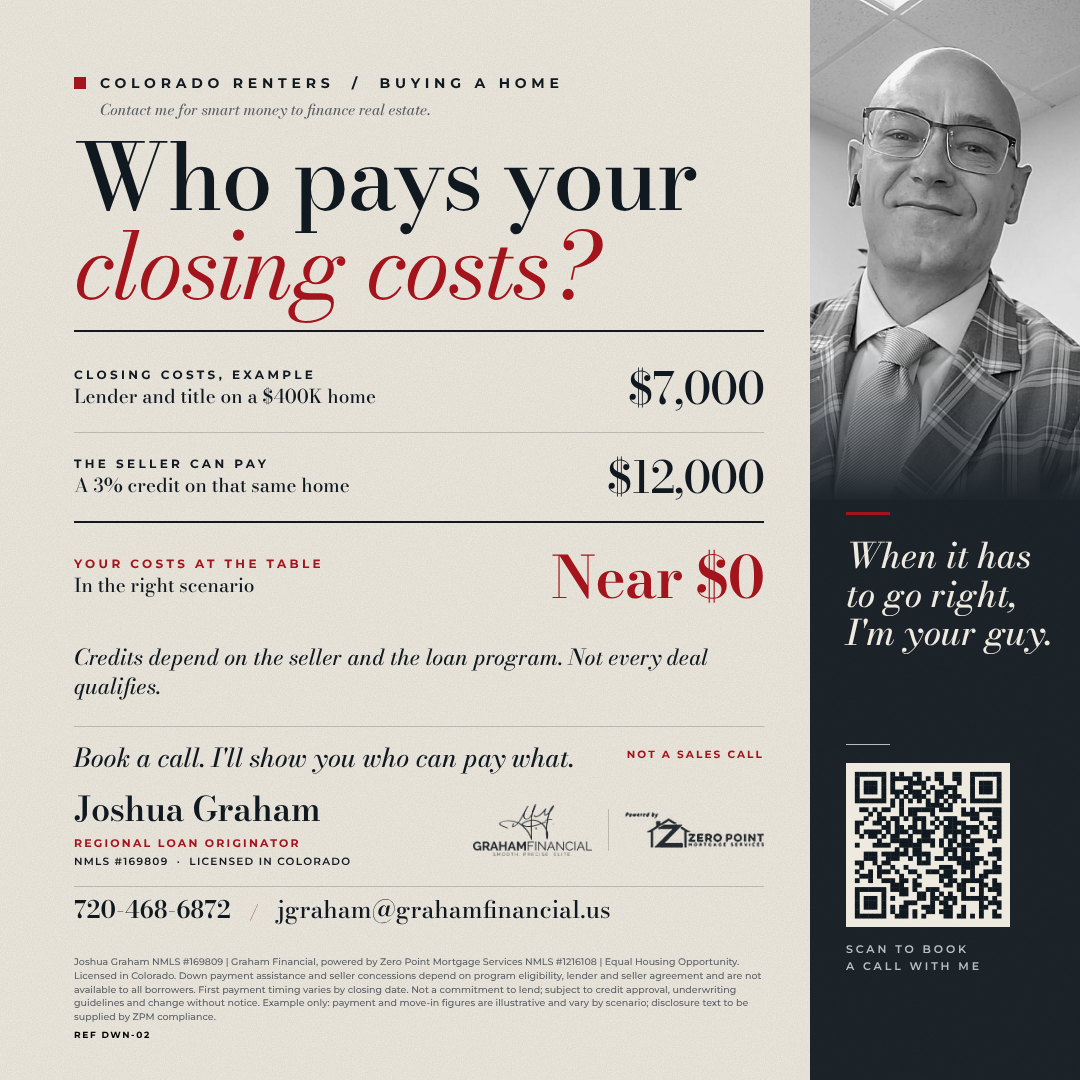 COLORADO RENTERS / BUYING A HOME
Contact me for smart money to finance real estate.
Who pays your
closing costs?
CLOSING COSTS, EXAMPLE
Lender and title on a $400K home
$7,000
THE SELLER CAN PAY
A 3% credit on that same home
$12,000
YOUR COSTS AT THE TABLE
In the right scenario
Near $0
Credits depend on the seller and the loan program. Not every deal
qualifies.
Book a call. I'll show you who can pay what.
NOT A SALES CALL
Joshua Graham
REGIONAL LOAN ORIGINATOR
NMLS #169809 · LICENSED IN COLORADO
GRAHAMFINANCIAL
SMOOTH. PRECISE. ELITE.
Powered by
ZERO POINT
MORTGAGE SERVICES
720-468-6872 / jgraham@grahamfinancial.us
Joshua Graham NMLS #169809 | Graham Financial, powered by Zero Point Mortgage Services NMLS #1216108 | Equal Housing Opportunity.
Licensed in Colorado. Down payment assistance and seller concessions depend on program eligibility, lender and seller agreement and are not
available to all borrowers. First payment timing varies by closing date. Not a commitment to lend; subject to credit approval, underwriting
guidelines and change without notice. Example only: payment and move-in figures are illustrative and vary by scenario; disclosure text to be
supplied by ZPM compliance.
REF DWN-02
When it has
to go right,
I'm your guy.
SCAN TO BOOK
A CALL WITH ME